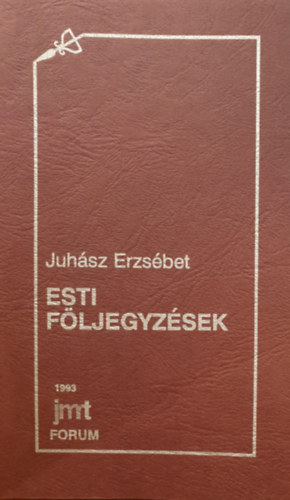 Juhász Erzsébet
ESTI
FÖLJEGYZÉSEK
1993
jmt
FORUM